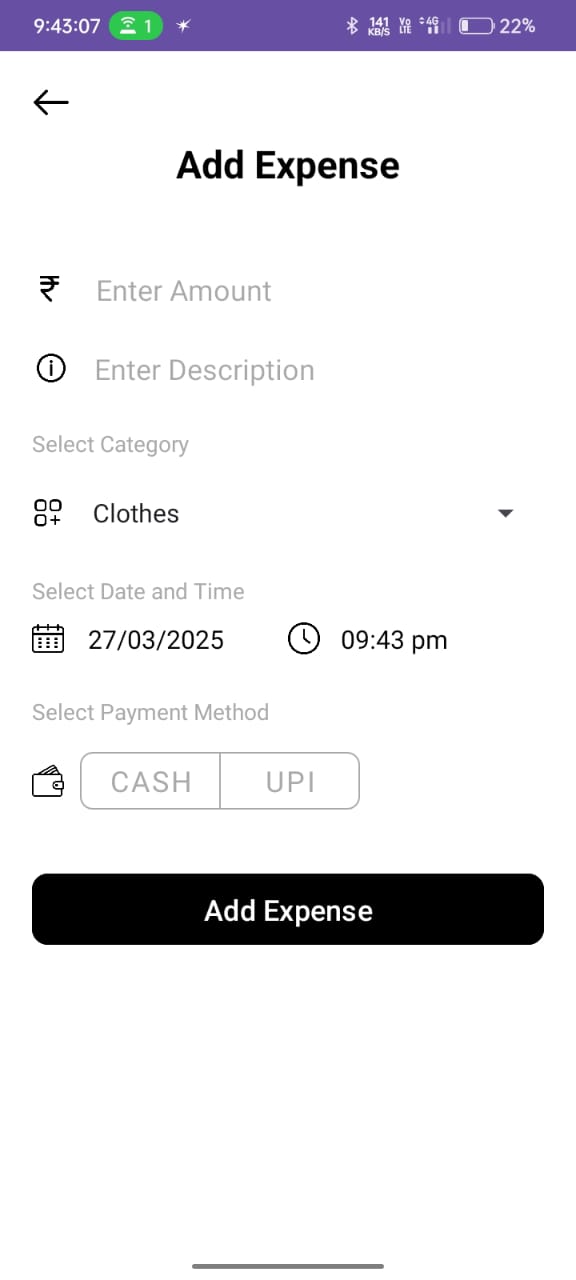 9:43:07 1 141 KB/S VO LTE 4G 22%
Add Expense
₹ Enter Amount
Enter Description
Select Category
Clothes
Select Date and Time
27/03/2025 09:43 pm
Select Payment Method
CASH UPI
Add Expense